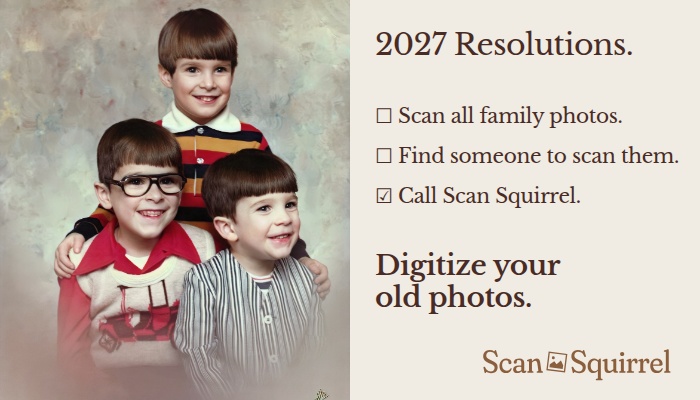 2027 Resolutions.
☐ Scan all family photos.
☐ Find someone to scan them.
☑ Call Scan Squirrel.
Digitize your
old photos.
Scan Squirrel